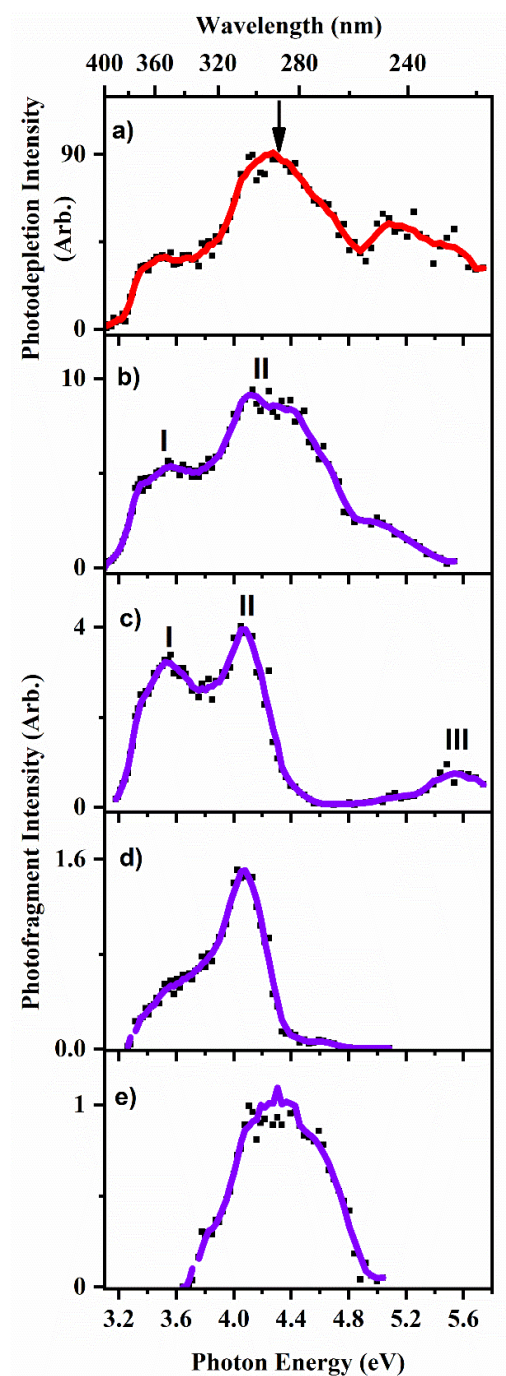 Wavelength (nm)
400 360 320 280 240
a)
90
0
Photodepletion Intensity
(Arb.)
b)
10
0
I
II
c)
4
0
I
II
III
Photofragment Intensity (Arb.)
d)
1.6
0.0
e)
1
0
3.2 3.6 4.0 4.4 4.8 5.2 5.6
Photon Energy (eV)